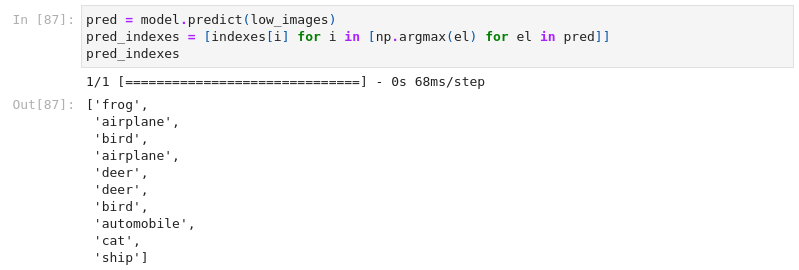 In [87]: pred = model.predict(low_images)
pred_indexes = [indexes[i] for i in [np.argmax(el) for el in pred]]
pred_indexes
1/1 [==============================] - 0s 68ms/step
Out[87]: ['frog',
'airplane',
'bird',
'airplane',
'deer',
'deer',
'bird',
'automobile',
'cat',
'ship']